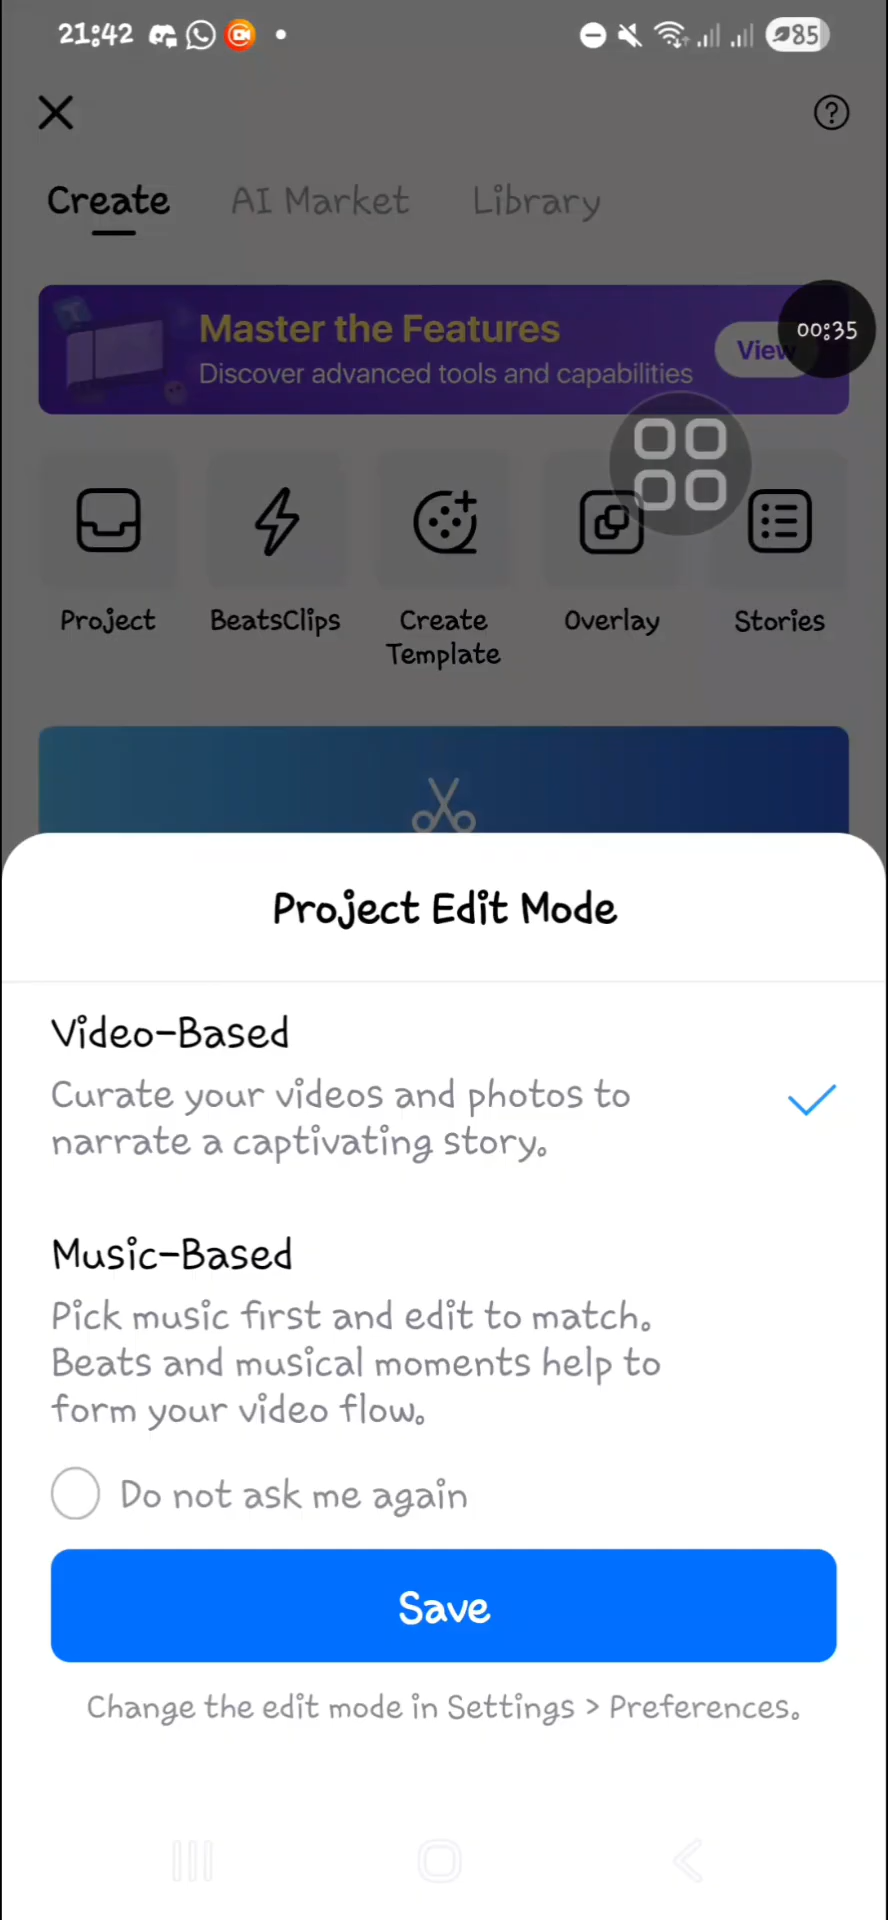 21:42
85
Create AI Market Library
Master the Features
Discover advanced tools and capabilities
View
00:35
Project BeatsClips Create Template Overlay Stories
Project Edit Mode
Video-Based
Curate your videos and photos to
narrate a captivating story.
Music-Based
Pick music first and edit to match.
Beats and musical moments help to
form your video flow.
Do not ask me again
Save
Change the edit mode in Settings > Preferences.